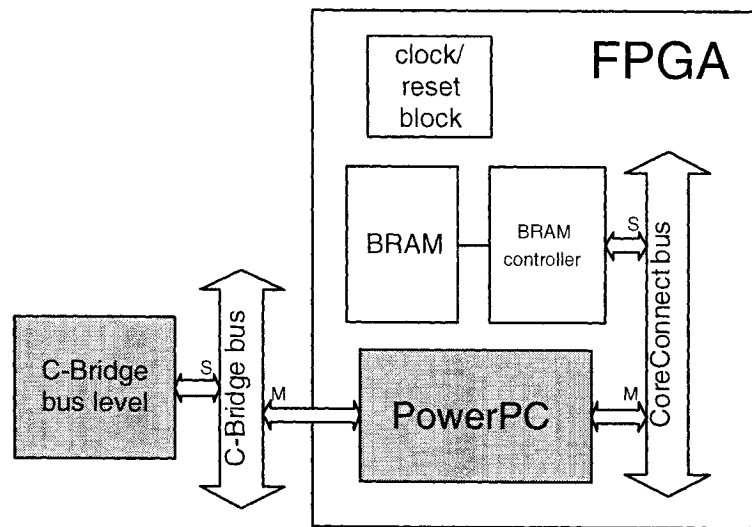 clock/
reset
block
FPGA
BRAM
BRAM
controller
S
CoreConnect bus
C-Bridge
bus level
S
C-Bridge bus
M
PowerPC
M